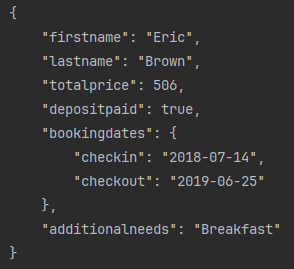 {
    "firstname": "Eric",
    "lastname": "Brown",
    "totalprice": 506,
    "depositpaid": true,
    "bookingdates": {
        "checkin": "2018-07-14",
        "checkout": "2019-06-25"
    },
    "additionalneeds": "Breakfast"
}